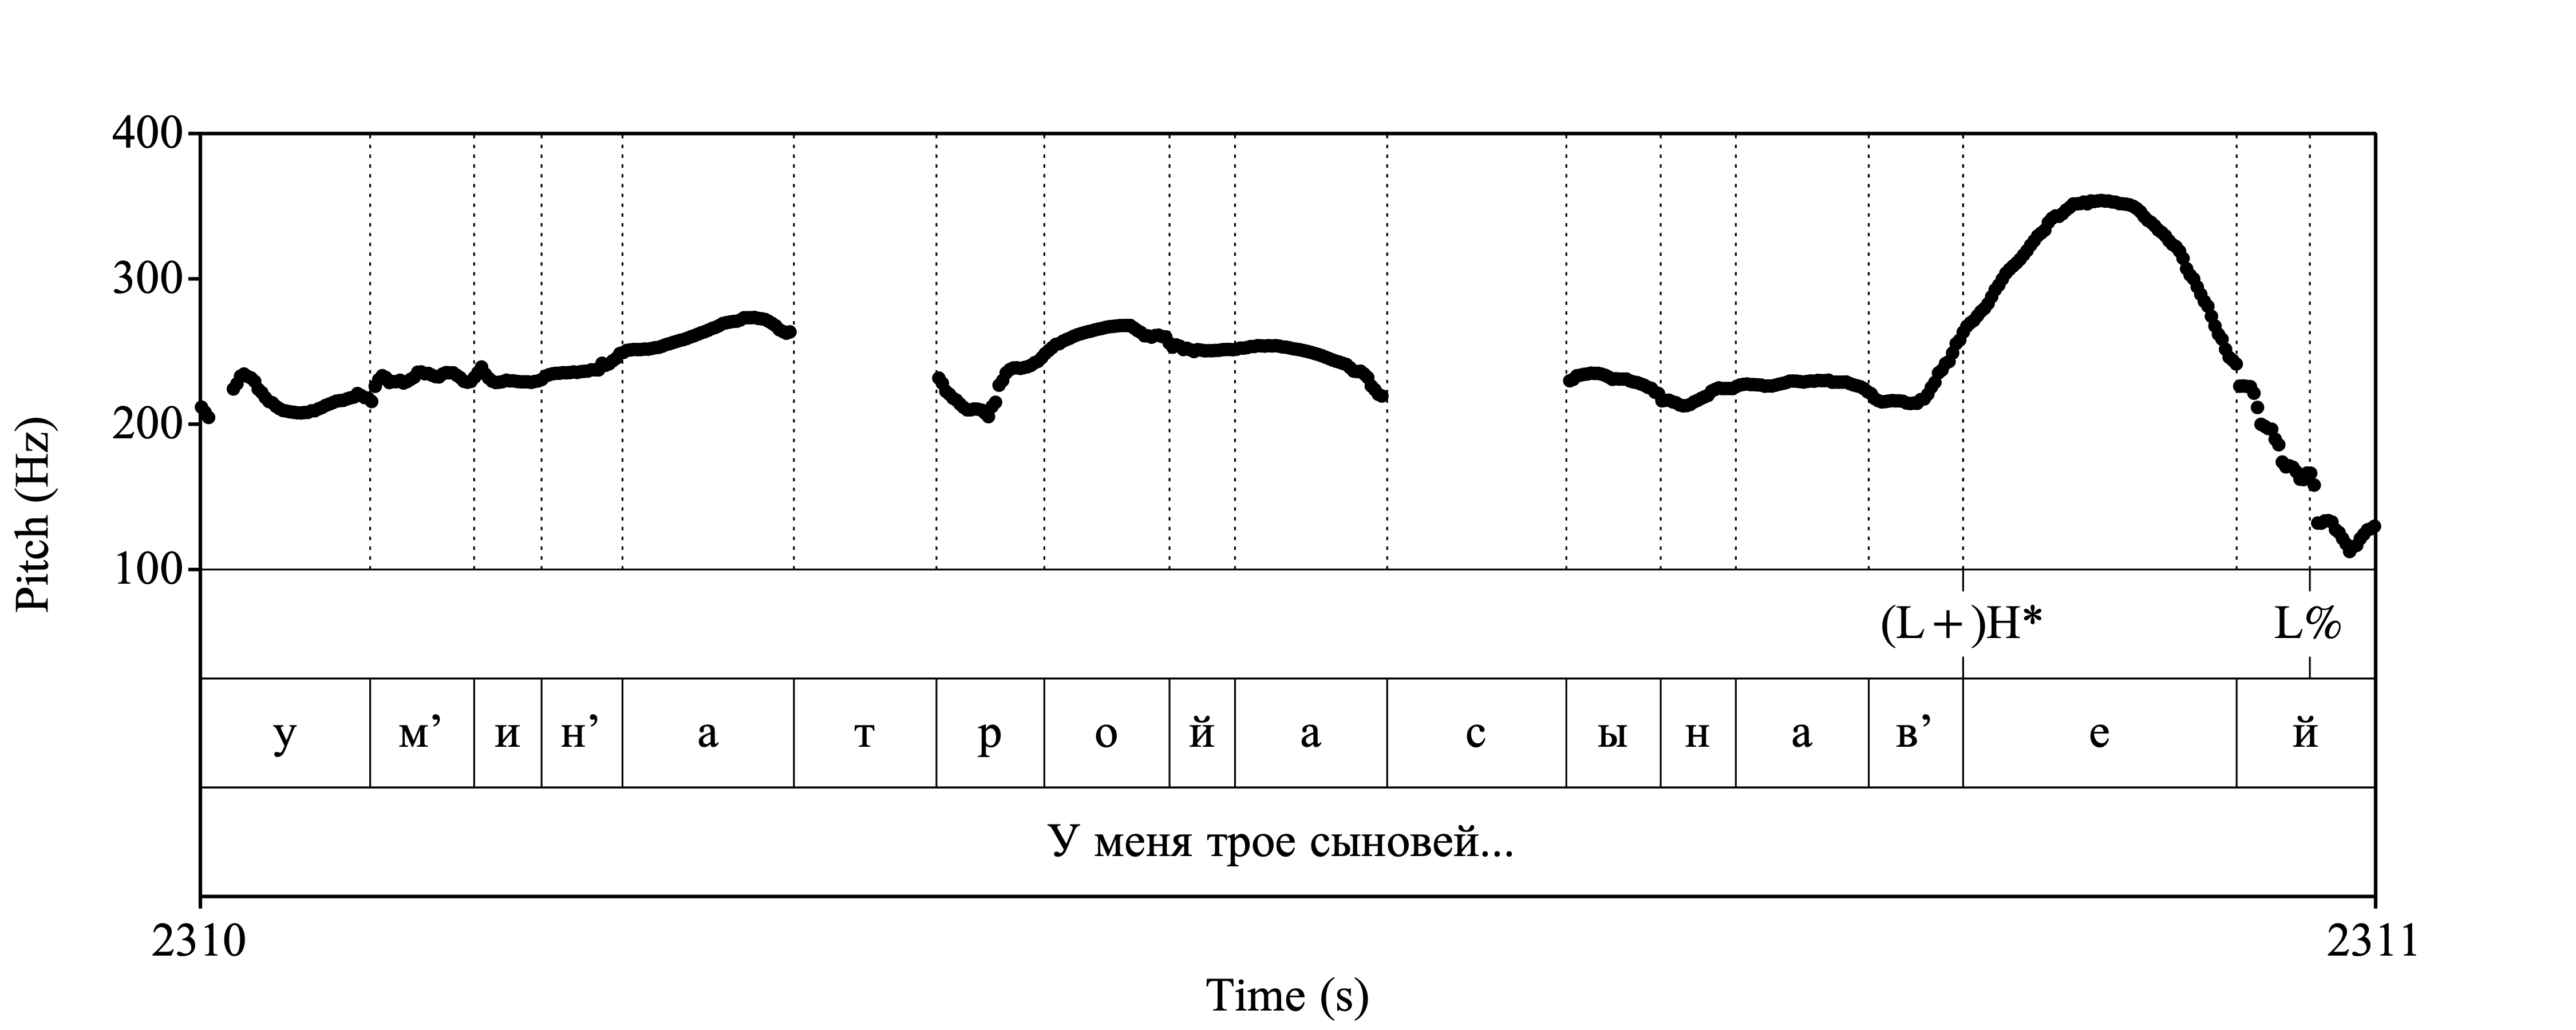 400
300
200
100
Pitch (Hz)
(L+)H* L%
у м’ и н’ а т р о й а с ы н а в’ е й
У меня трое сыновей...
2310 2311
Time (s)